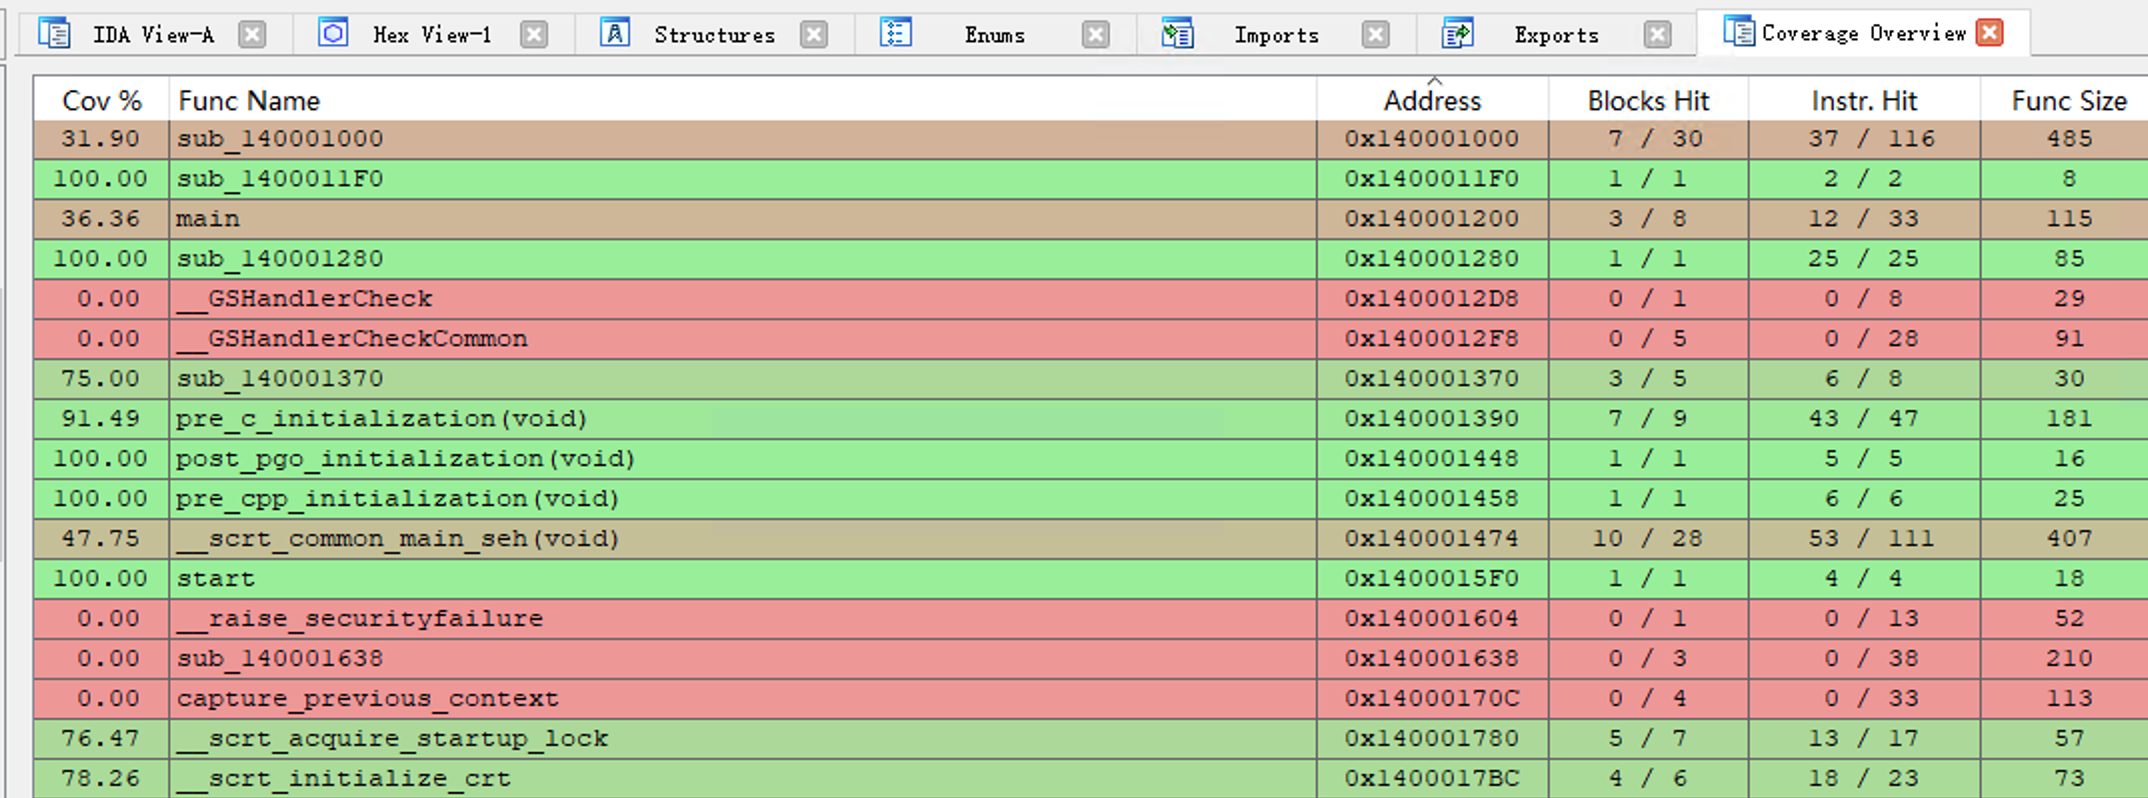 IDA View-A Hex View-1 Structures Enums Imports Exports Coverage Overview
Cov % Func Name Address Blocks Hit Instr. Hit Func Size
31.90 sub_140001000 0x140001000 7 / 30 37 / 116 485
100.00 sub_1400011F0 0x1400011F0 1 / 1 2 / 2 8
36.36 main 0x140001200 3 / 8 12 / 33 115
100.00 sub_140001280 0x140001280 1 / 1 25 / 25 85
0.00 __GSHandlerCheck 0x1400012D8 0 / 1 0 / 8 29
0.00 __GSHandlerCheckCommon 0x1400012F8 0 / 5 0 / 28 91
75.00 sub_140001370 0x140001370 3 / 5 6 / 8 30
91.49 pre_c_initialization(void) 0x140001390 7 / 9 43 / 47 181
100.00 post_pgo_initialization(void) 0x140001448 1 / 1 5 / 5 16
100.00 pre_cpp_initialization(void) 0x140001458 1 / 1 6 / 6 25
47.75 __scrt_common_main_seh(void) 0x140001474 10 / 28 53 / 111 407
100.00 start 0x1400015F0 1 / 1 4 / 4 18
0.00 __raise_securityfailure 0x140001604 0 / 1 0 / 13 52
0.00 sub_140001638 0x140001638 0 / 3 0 / 38 210
0.00 capture_previous_context 0x14000170C 0 / 4 0 / 33 113
76.47 __scrt_acquire_startup_lock 0x140001780 5 / 7 13 / 17 57
78.26 __scrt_initialize_crt 0x1400017BC 4 / 6 18 / 23 73